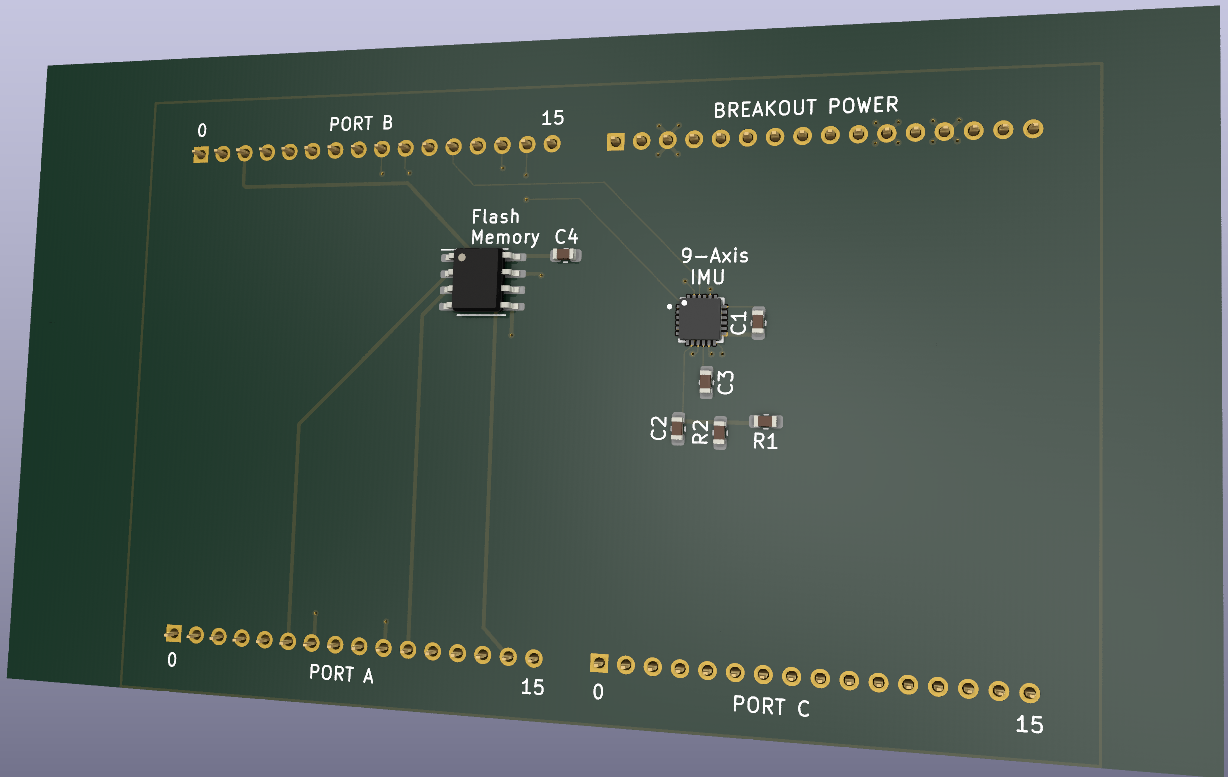 0
PORT B
15
BREAKOUT POWER
Flash
Memory
C4
9-Axis
IMU
C1
C3
C2
R2
R1
0
PORT A
15
0
PORT C
15